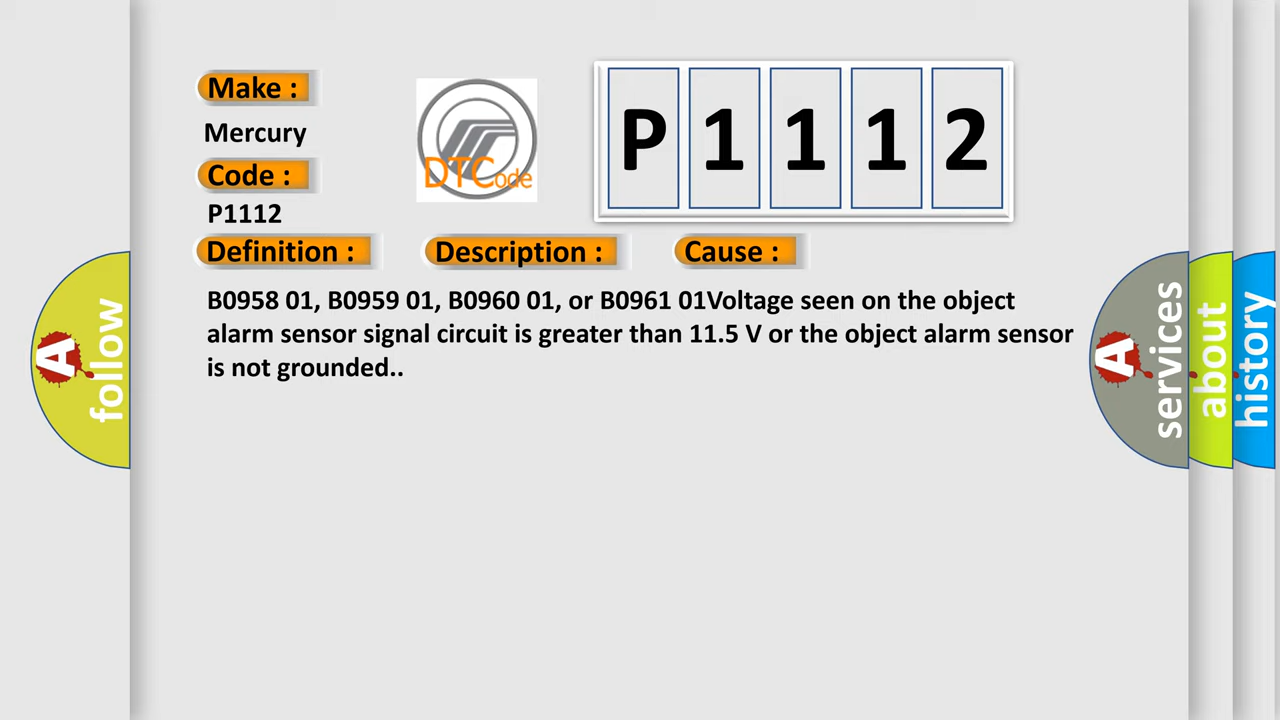 Make :
Mercury
Code :
P1112
DTCode
P 1 1 1 2
Definition :
Description :
Cause :
B0958 01, B0959 01, B0960 01, or B0961 01Voltage seen on the object
alarm sensor signal circuit is greater than 11.5 V or the object alarm sensor
is not grounded..
A follow
A services
about
history